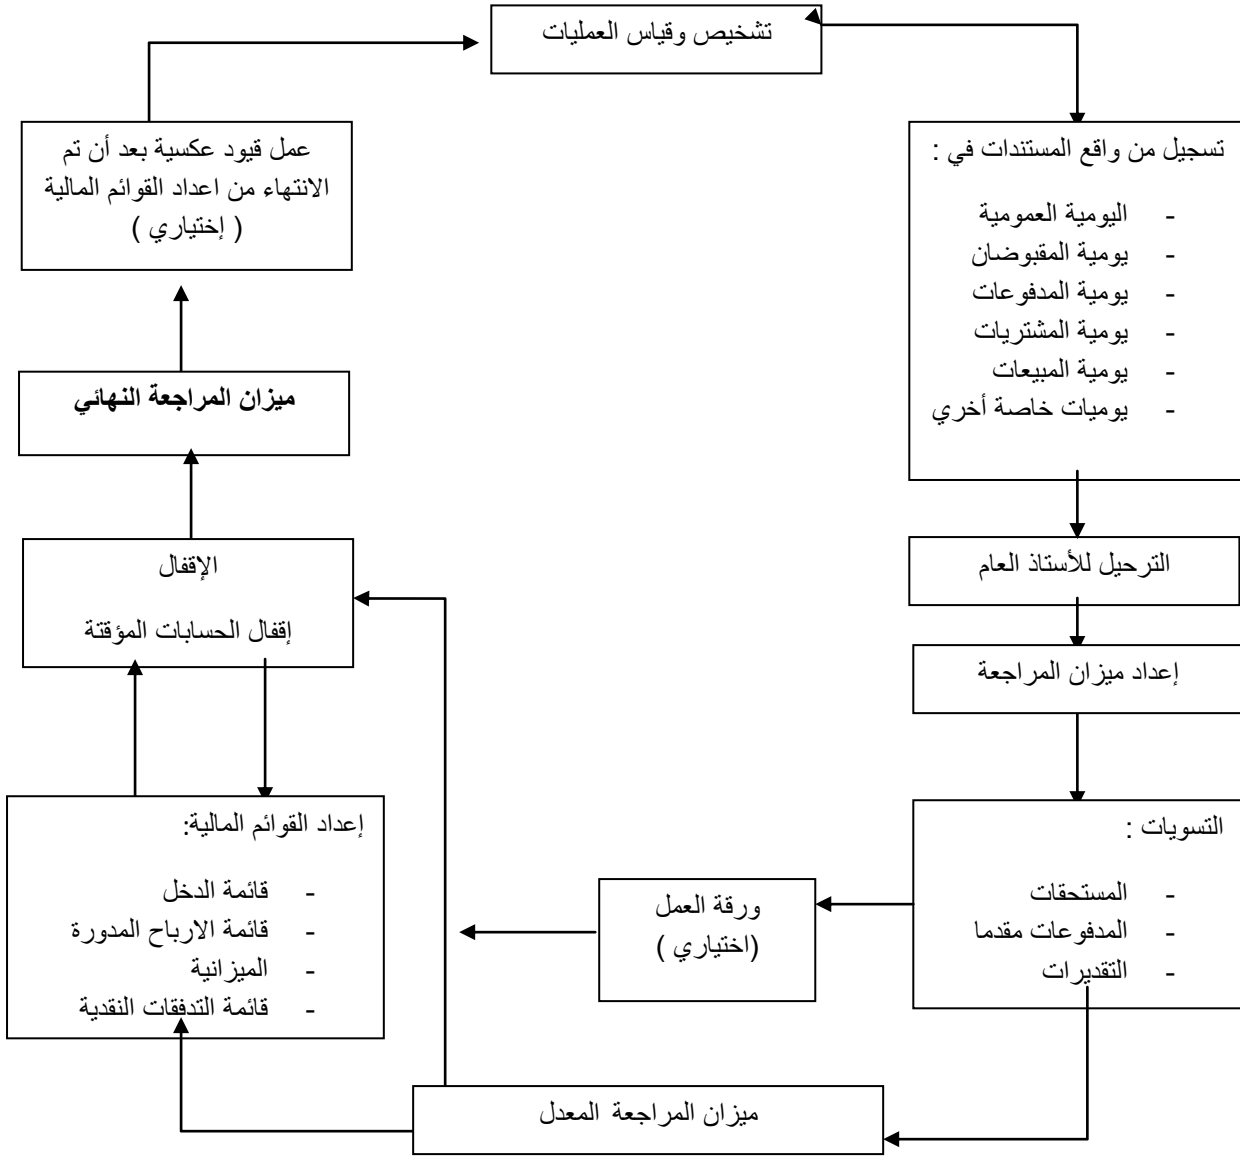 تشخيص وقياس العمليات
تسجيل من واقع المستندات في :
- اليومية العمومية
- يومية المقبوضان
- يومية المدفوعات
- يومية المشتريات
- يومية المبيعات
- يوميات خاصة أخري
الترحيل للأستاذ العام
إعداد ميزان المراجعة
التسويات :
- المستحقات
- المدفوعات مقدما
- التقديرات
ورقة العمل
(اختياري )
ميزان المراجعة المعدل
إعداد القوائم المالية:
- قائمة الدخل
- قائمة الارباح المدورة
- الميزانية
- قائمة التدفقات النقدية
الإقفال
إقفال الحسابات المؤقتة
ميزان المراجعة النهائي
عمل قيود عكسية بعد أن تم
الانتهاء من اعداد القوائم المالية
( إختياري )